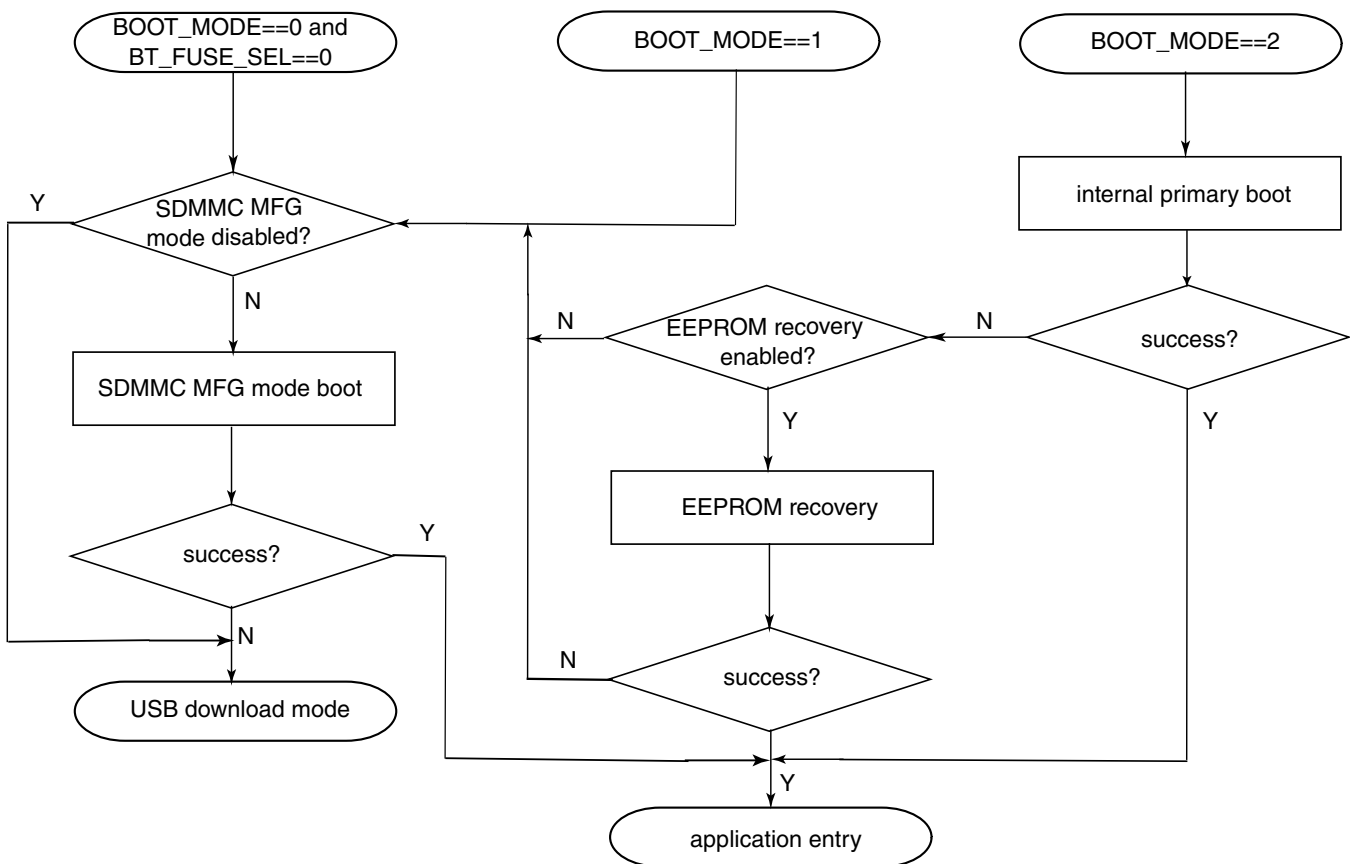 BOOT_MODE==0 and
BT_FUSE_SEL==0
BOOT_MODE==1
BOOT_MODE==2
Y
SDMMC MFG
mode disabled?
internal primary boot
N
N
EEPROM recovery
enabled?
N
success?
SDMMC MFG mode boot
Y
Y
EEPROM recovery
Y
success?
N
N
success?
USB download mode
Y
application entry